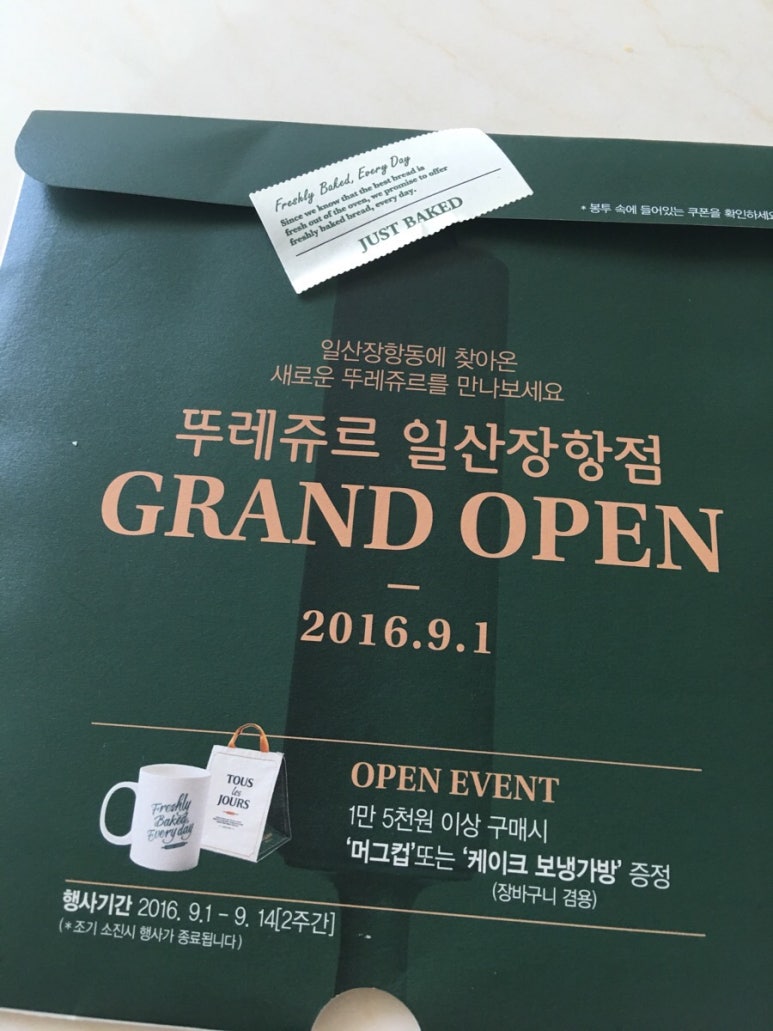 Freshly Baked, Every Day
Since we know that the best bread is
fresh out of the oven, we promise to offer
freshly baked bread, every day.
JUST BAKED
* 봉투 속에 들어있는 쿠폰을 확인하세요
일산장항동에 찾아온
새로운 뚜레쥬르를 만나보세요
뚜레쥬르 일산장항점
GRAND OPEN
2016.9.1
TOUS
les
JOURS
Freshly
Baked,
Every day
OPEN EVENT
1만 5천원 이상 구매시
‘머그컵’또는 ‘케이크 보냉가방’ 증정
(장바구니 겸용)
행사기간 2016. 9.1 – 9. 14[2주간]
(* 조기 소진시 행사가 종료됩니다)